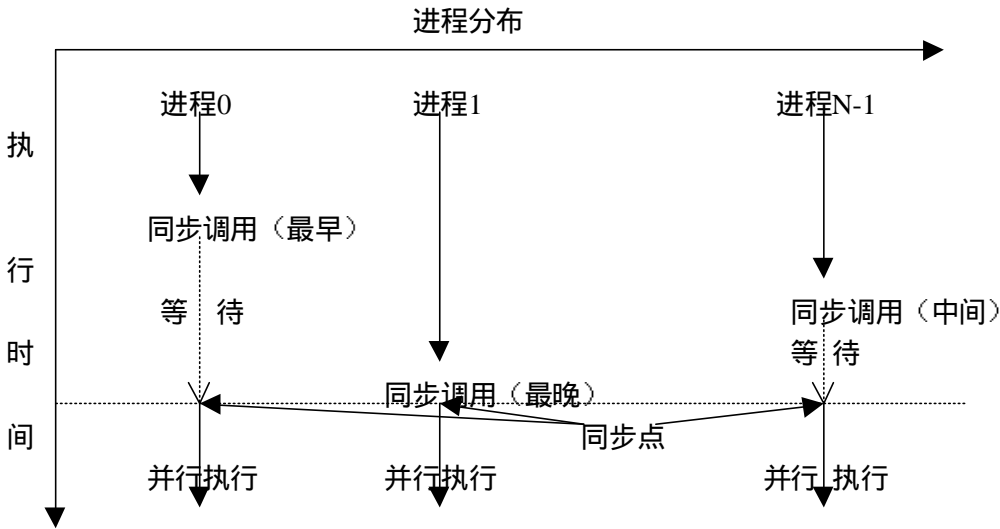 进程分布
进程0
进程1
进程N-1
执行时间
同步调用（最早）
等 待
同步调用（中间）
等 待
同步调用（最晚）
同步点
并行执行
并行执行
并行 执行